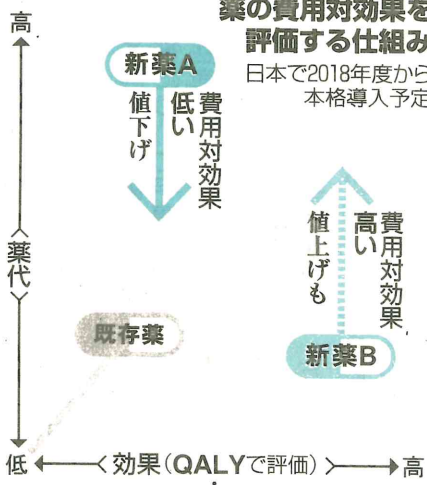 薬の費用対効果を
評価する仕組み
日本で2018年度から
本格導入予定
高
新薬A
費用対効果
低い
値下げ
費用対効果
高い
値上げも
〈薬代〉
既存薬
新薬B
低
〈効果(QALYで評価)〉
高